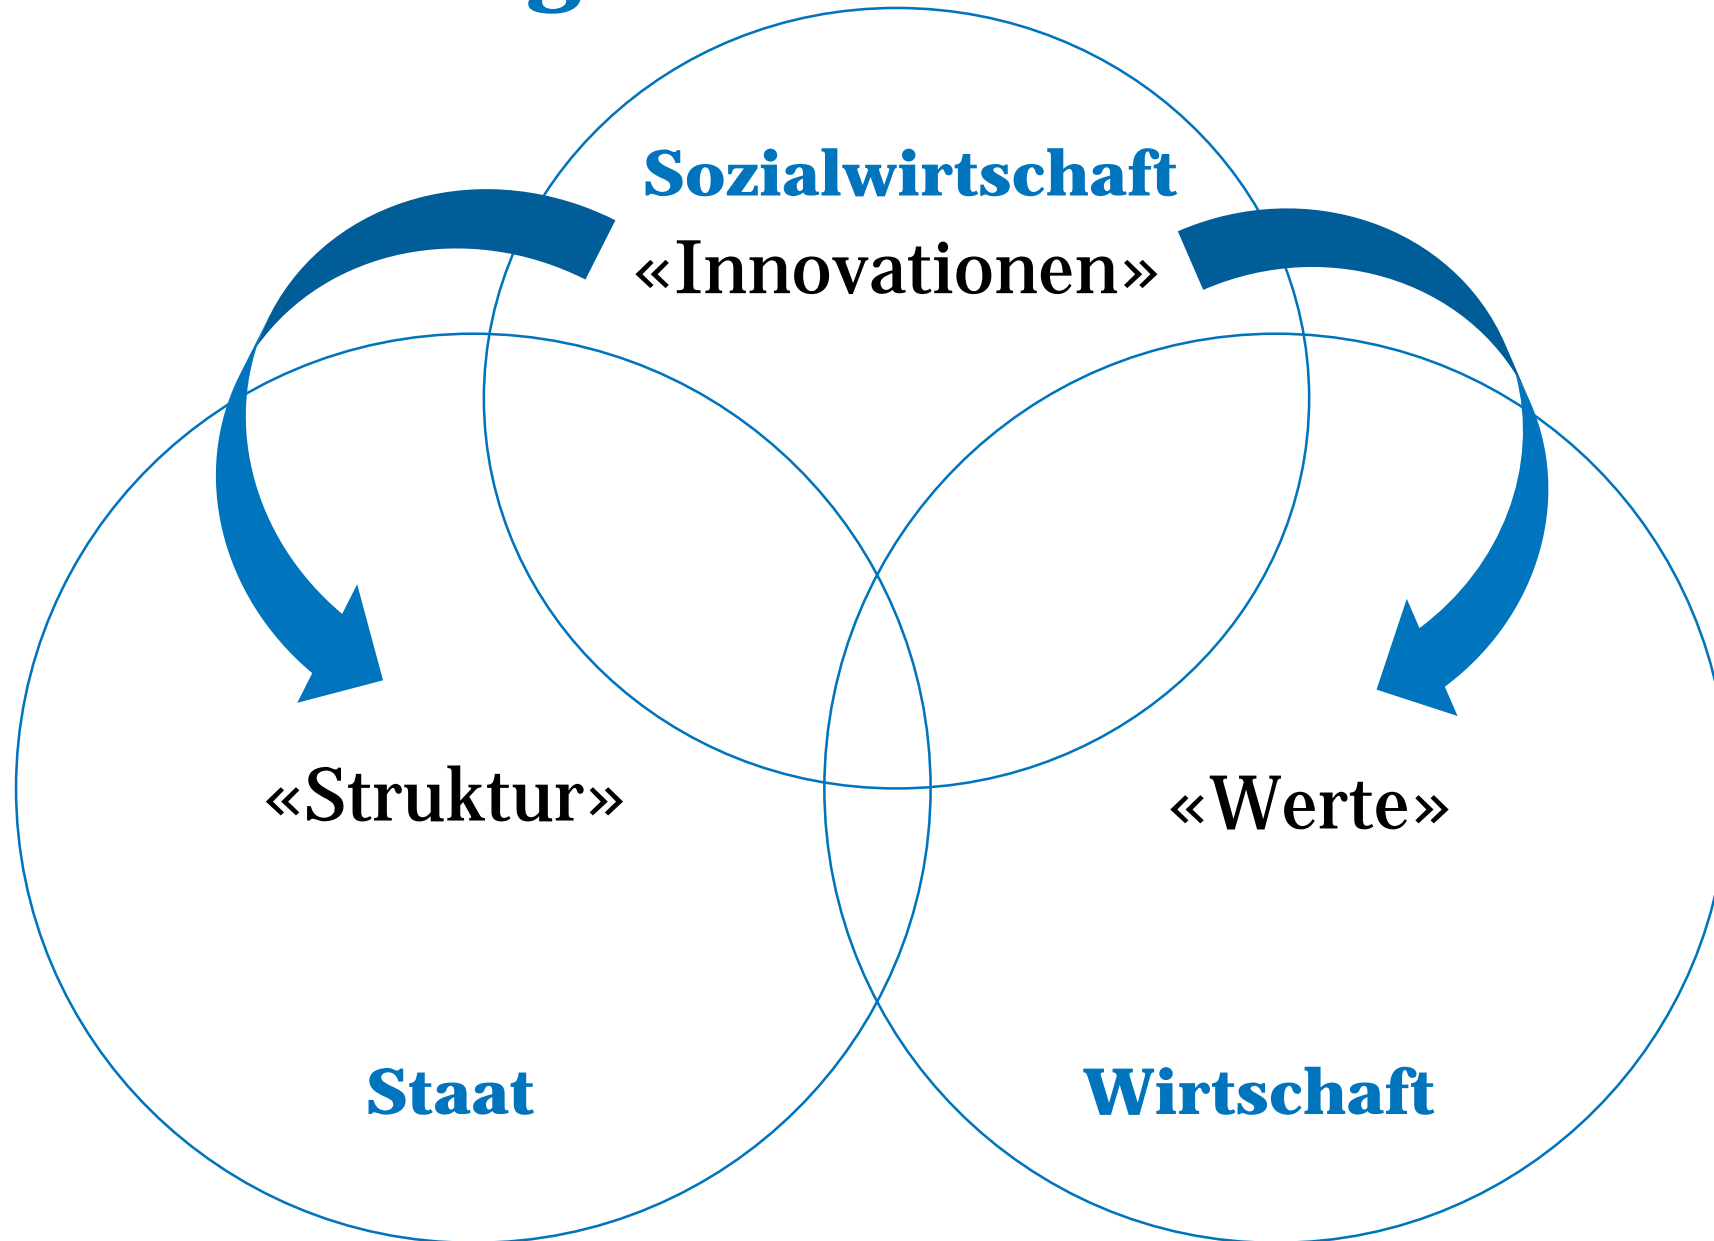 Sozialwirtschaft
«Innovationen»
«Struktur»
«Werte»
Staat
Wirtschaft